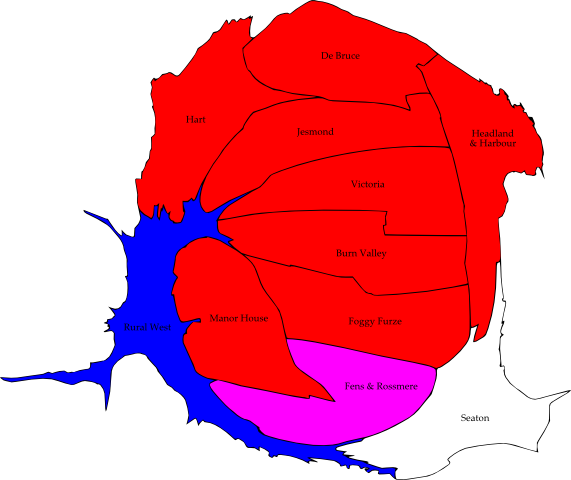 De Bruce
Hart
Jesmond
Headland
& Harbour
Victoria
Burn Valley
Rural West
Manor House
Foggy Furze
Fens & Rossmere
Seaton